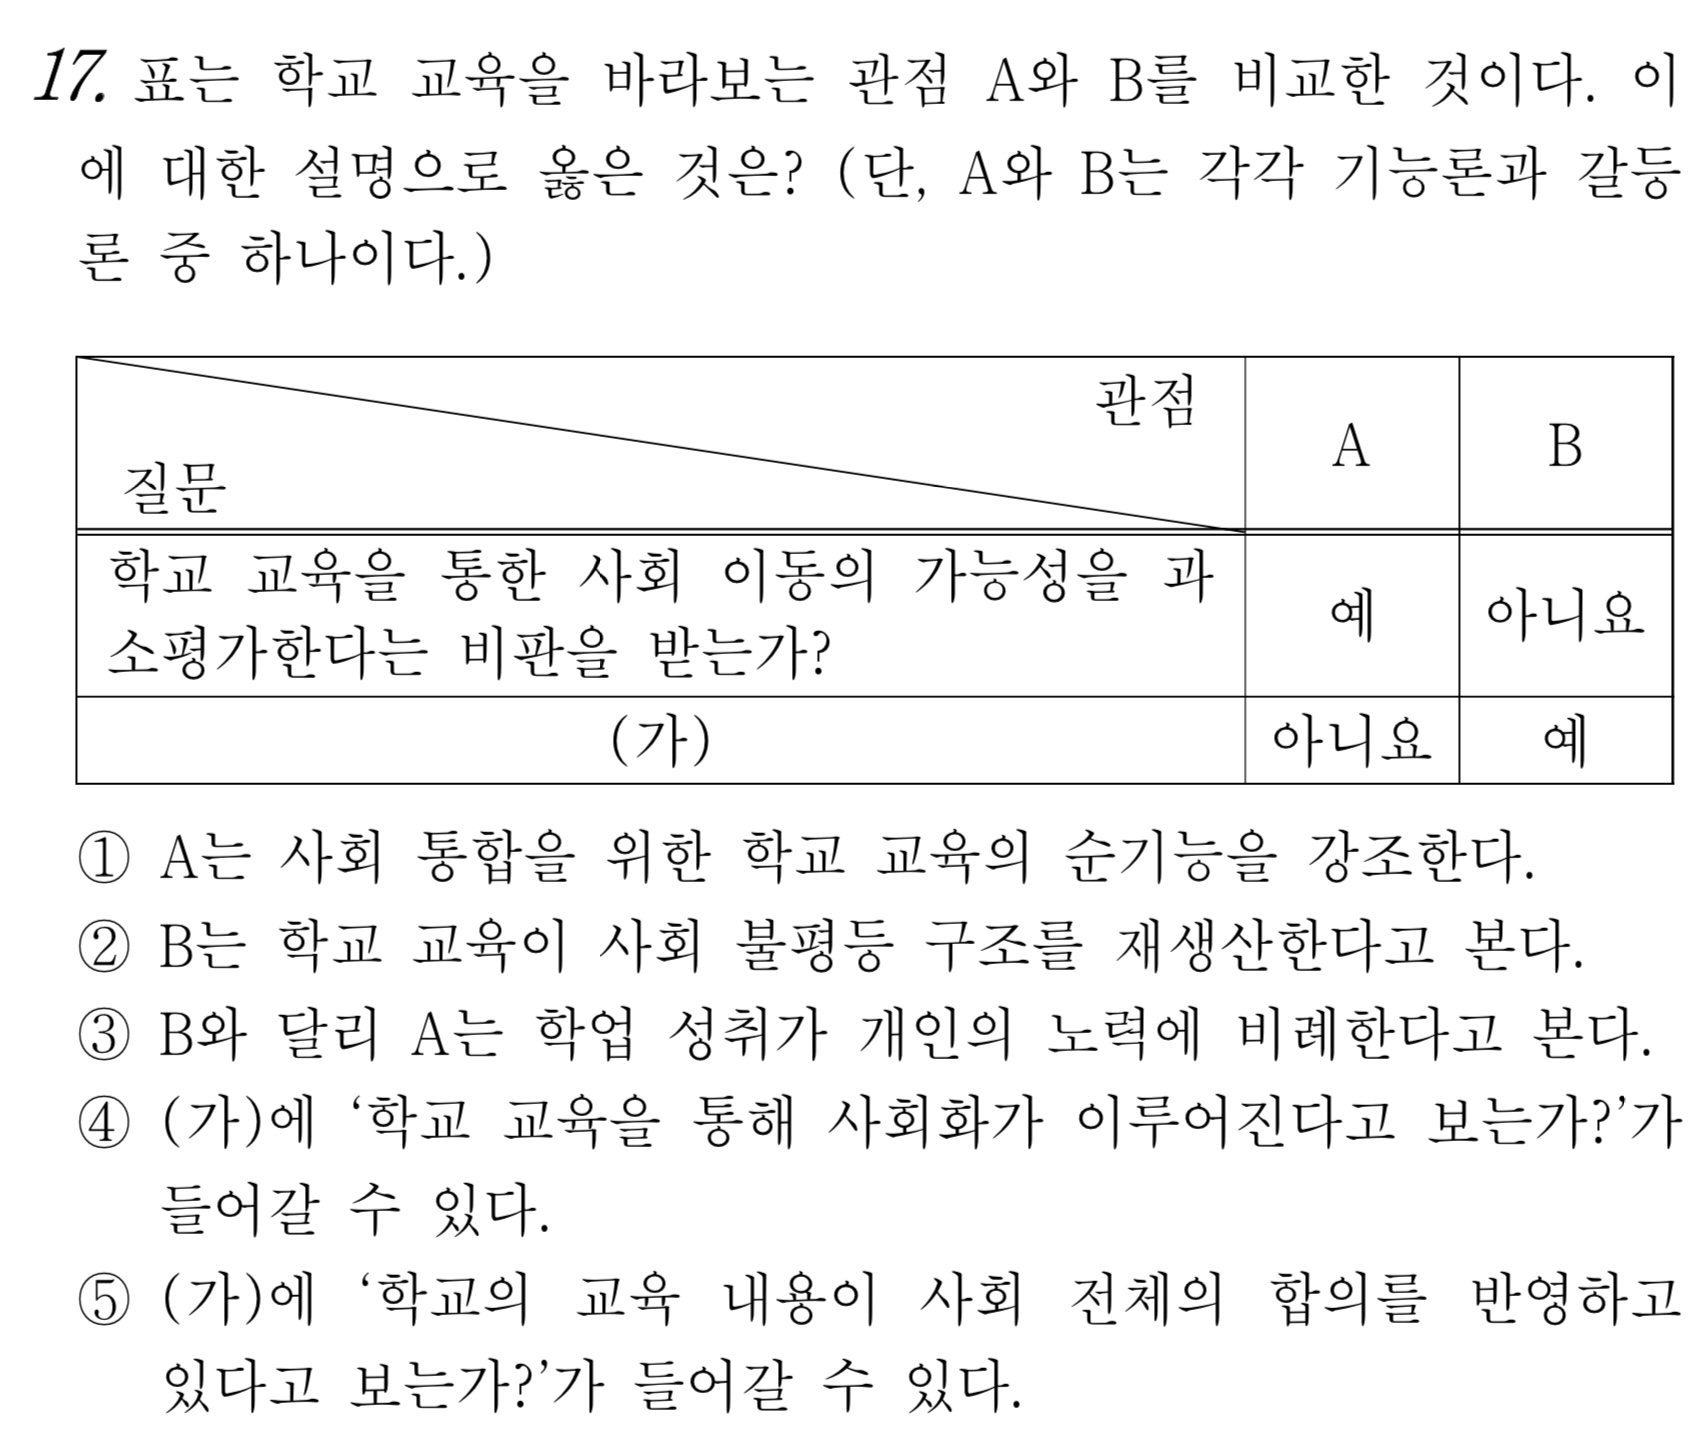 17. 표는 학교 교육을 바라보는 관점 A와 B를 비교한 것이다. 이
에 대한 설명으로 옳은 것은? (단, A와 B는 각각 기능론과 갈등
론 중 하나이다.)
관점
질문
A
B
학교 교육을 통한 사회 이동의 가능성을 과
소평가한다는 비판을 받는가?
예
아니요
(가)
아니요
예
① A는 사회 통합을 위한 학교 교육의 순기능을 강조한다.
② B는 학교 교육이 사회 불평등 구조를 재생산한다고 본다.
③ B와 달리 A는 학업 성취가 개인의 노력에 비례한다고 본다.
④ (가)에 ‘학교 교육을 통해 사회화가 이루어진다고 보는가?’가
들어갈 수 있다.
⑤ (가)에 ‘학교의 교육 내용이 사회 전체의 합의를 반영하고
있다고 보는가?’가 들어갈 수 있다.